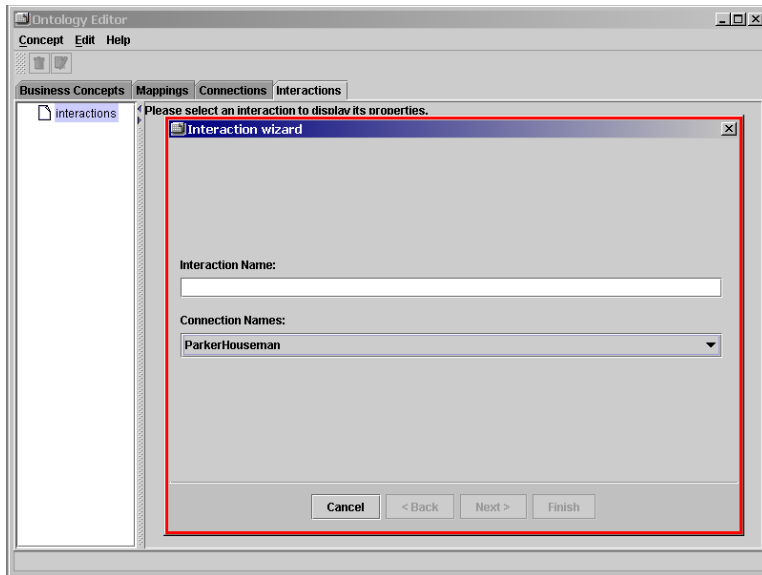 Ontology Editor
Concept Edit Help
Business Concepts Mappings Connections Interactions
interactions
Please select an interaction to display its properties.
Interaction wizard
Interaction Name:
Connection Names:
ParkerHouseman
Cancel < Back Next > Finish